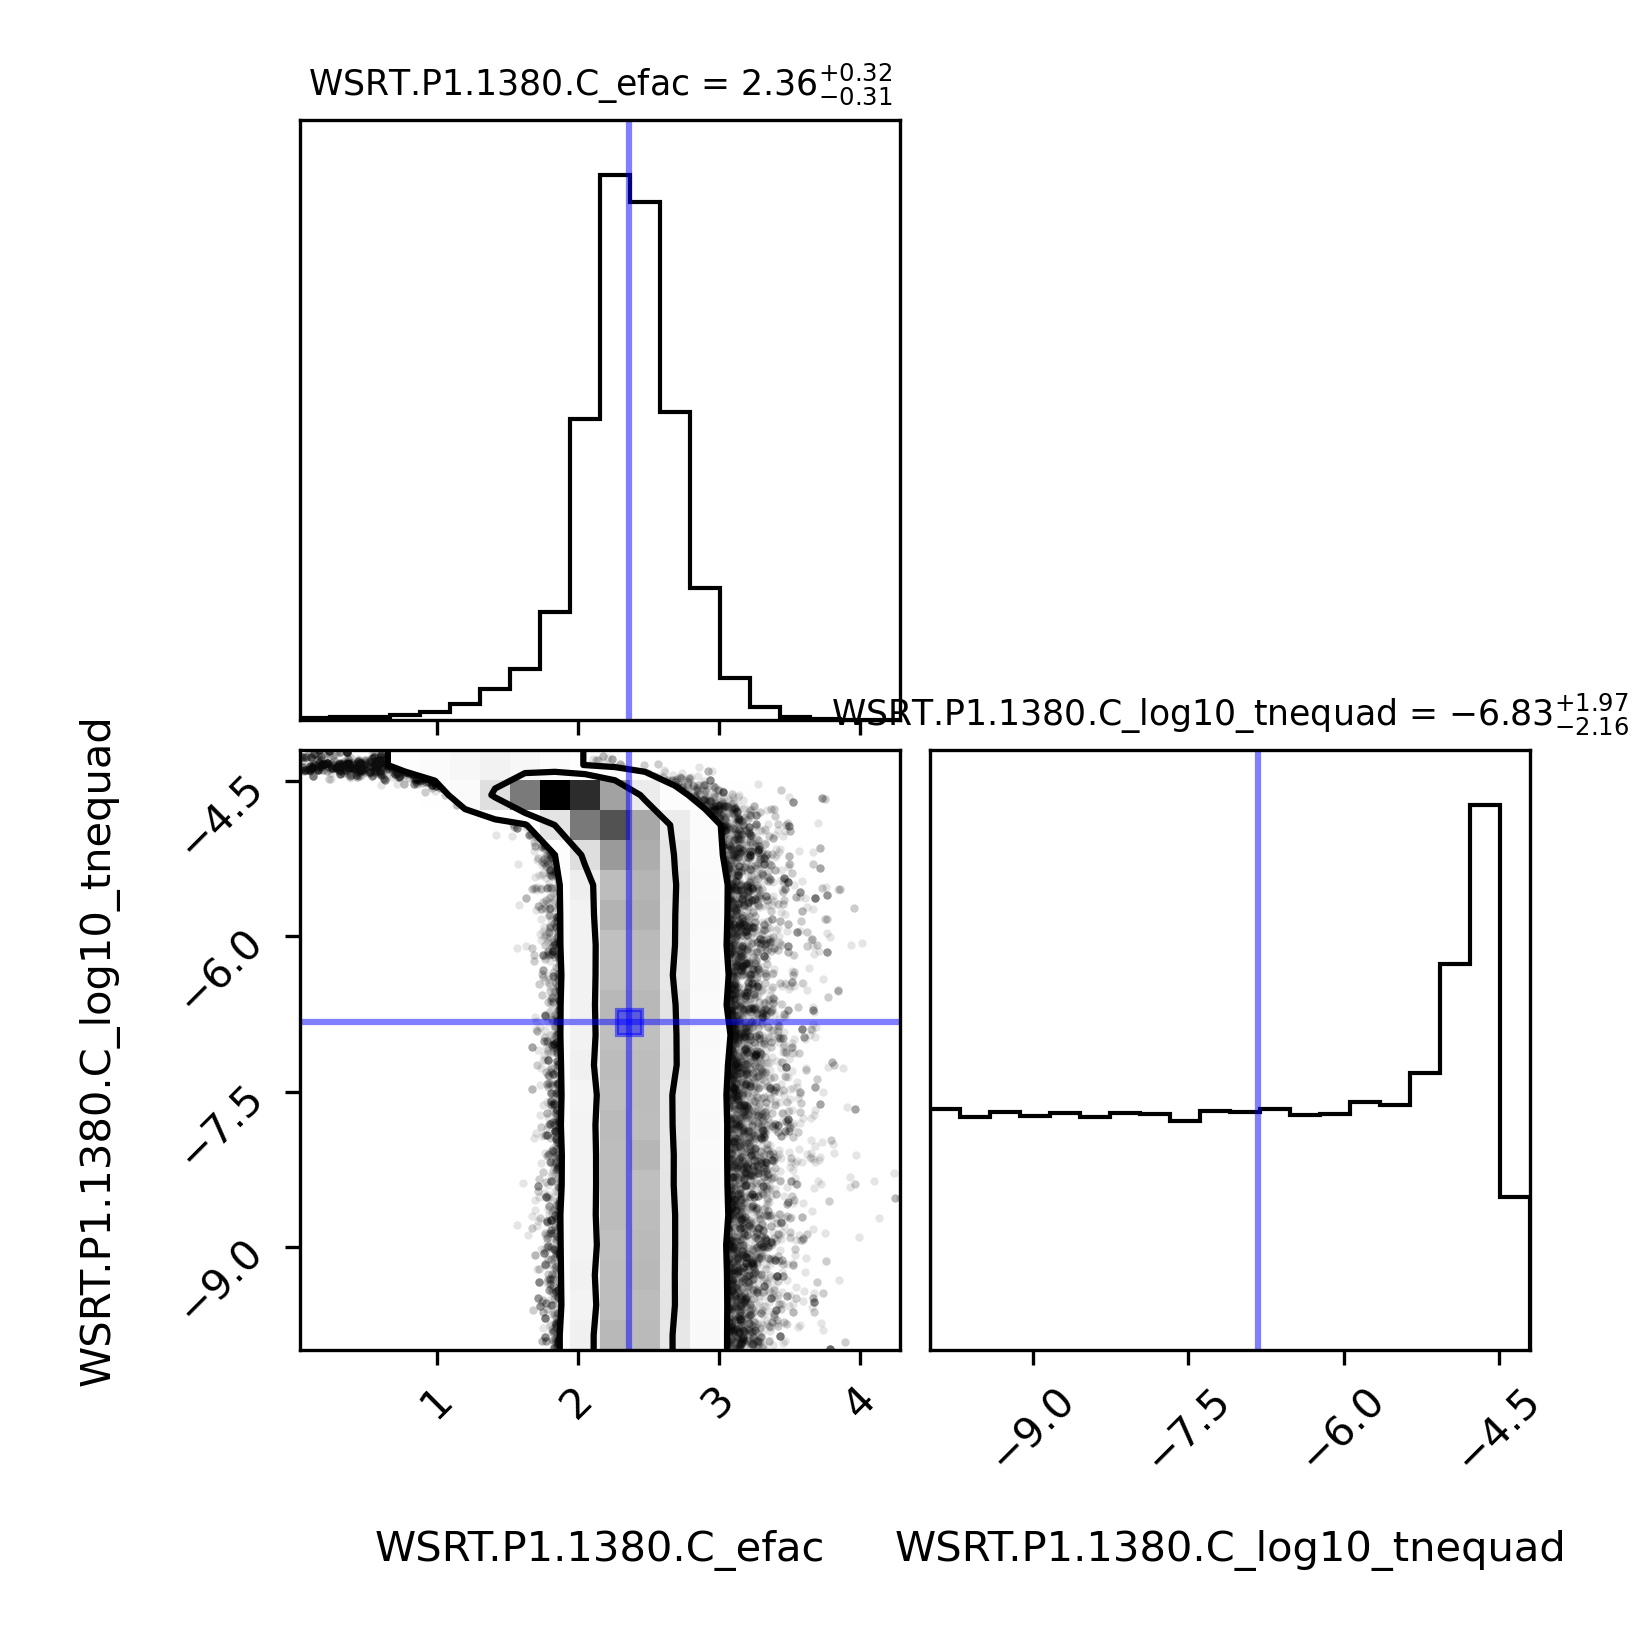 WSRT.P1.1380.C_efac = 2.36+0.32 −0.31
WSRT.P1.1380.C_log10_tnequad = −6.83+1.97 −2.16
WSRT.P1.1380.C_log10_tnequad
−4.5
−6.0
−7.5
−9.0
1 2 3 4
−9.0 −7.5 −6.0 −4.5
WSRT.P1.1380.C_efac
WSRT.P1.1380.C_log10_tnequad